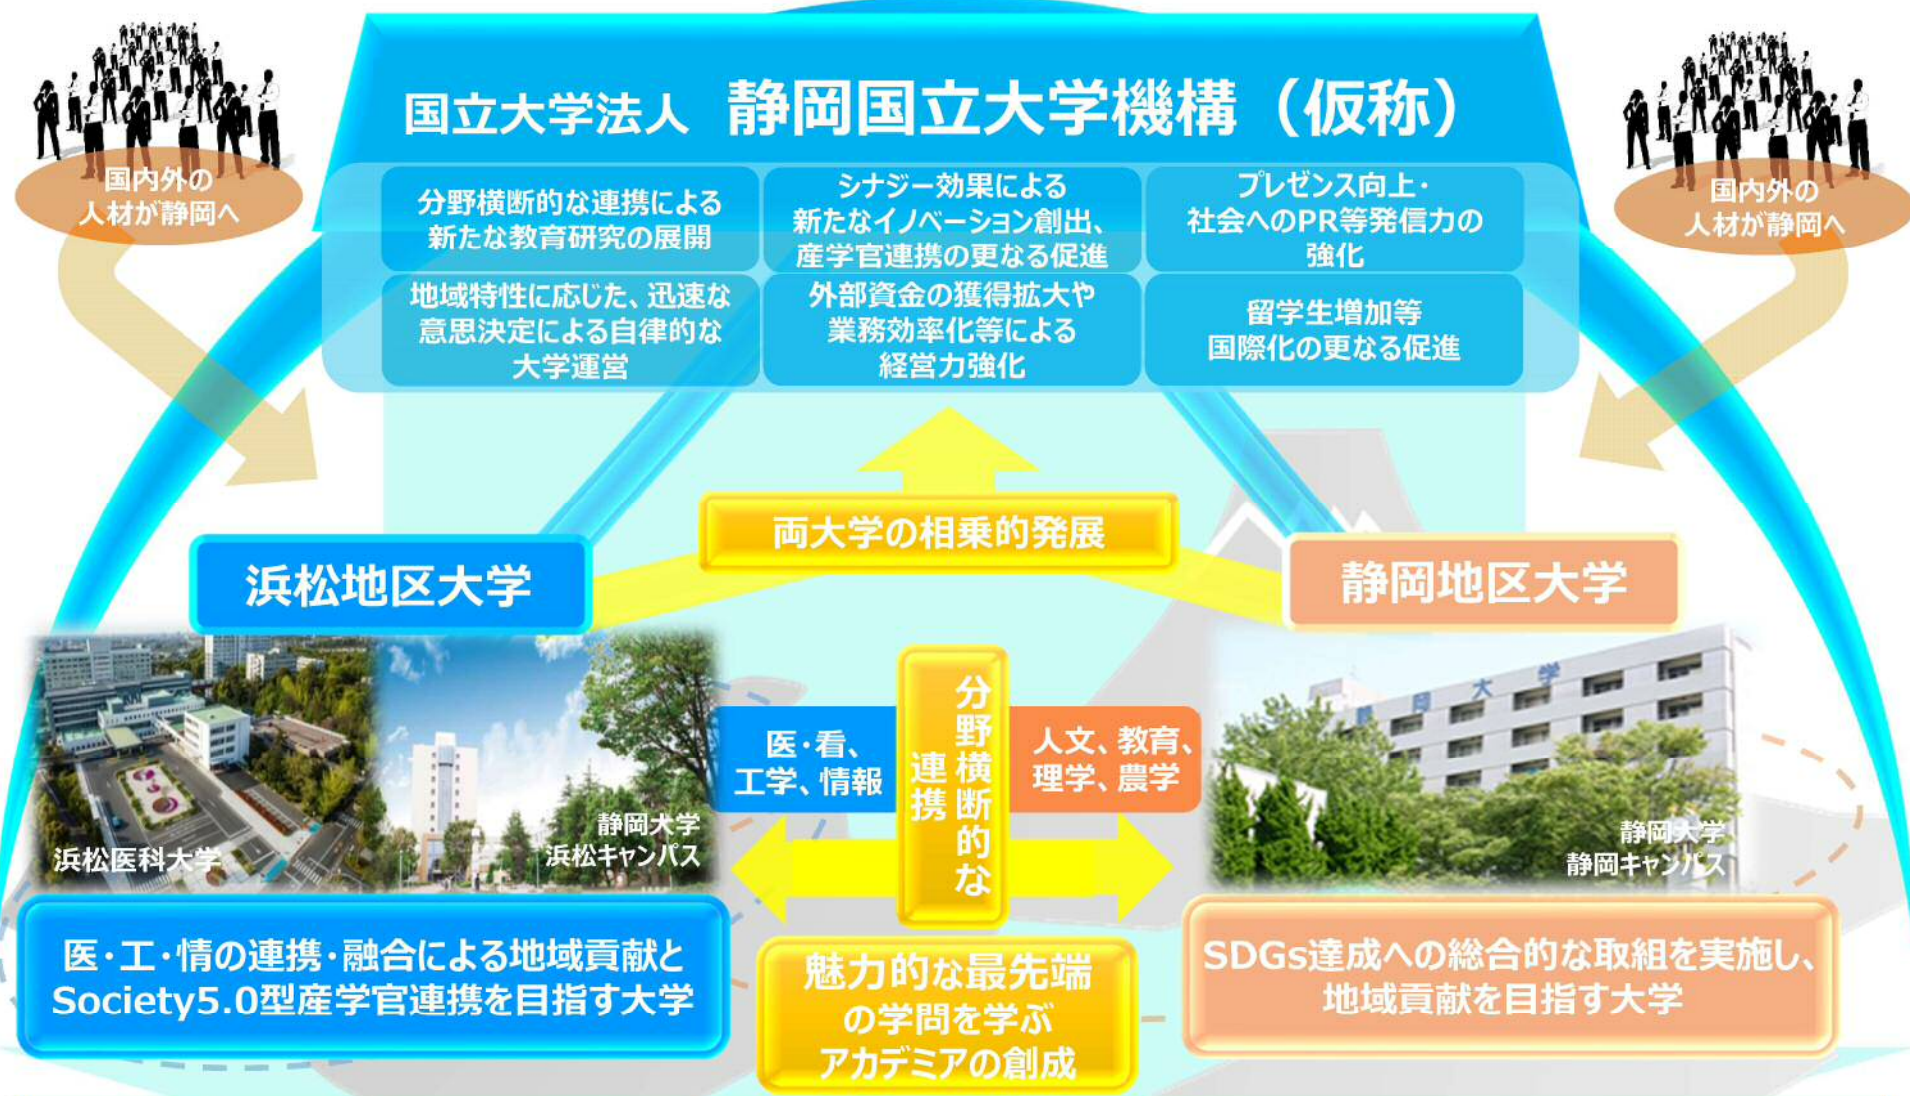 国立大学法人 静岡国立大学機構（仮称）
国内外の
人材が静岡へ
国内外の
人材が静岡へ
分野横断的な連携による
新たな教育研究の展開
シナジー効果による
新たなイノベーション創出、
産学官連携の更なる促進
プレゼンス向上・
社会へのPR等発信力の
強化
地域特性に応じた、迅速な
意思決定による自律的な
大学運営
外部資金の獲得拡大や
業務効率化等による
経営力強化
留学生増加等
国際化の更なる促進
両大学の相乗的発展
浜松地区大学
静岡地区大学
浜松医科大学
静岡大学
浜松キャンパス
医・看、
工学、情報
分野横断的な
連携
人文、教育、
理学、農学
静岡大学
静岡大学
静岡キャンパス
医・工・情の連携・融合による地域貢献と
Society5.0型産学官連携を目指す大学
魅力的な最先端
の学問を学ぶ
アカデミアの創成
SDGs達成への総合的な取組を実施し、
地域貢献を目指す大学